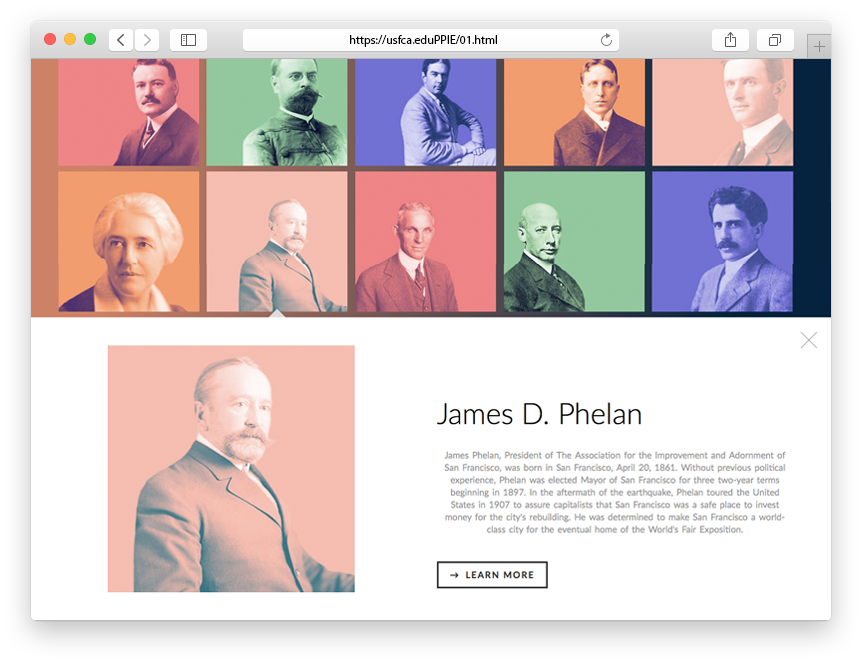 https://usfca.eduPPIE/01.html
James D. Phelan
James Phelan, President of The Association for the Improvement and Adornment of
San Francisco, was born in San Francisco, April 20, 1861. Without previous political
experience, Phelan was elected Mayor of San Francisco for three two-year terms
beginning in 1897. In the aftermath of the earthquake, Phelan toured the United
States in 1907 to assure capitalists that San Francisco was a safe place to invest
money for the city's rebuilding. He was determined to make San Francisco a world-
class city for the eventual home of the World's Fair Exposition.
→ LEARN MORE